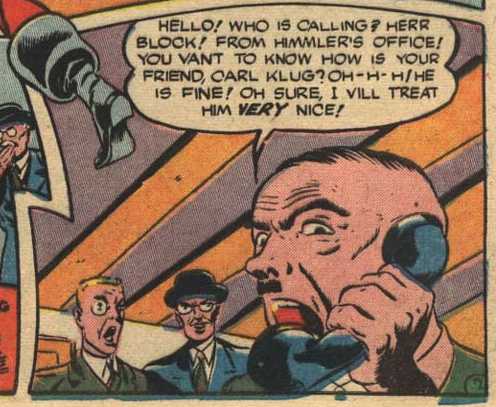 HELLO! WHO IS CALLING? HERR
BLOCK! FROM HIMMLER'S OFFICE!
YOU VANT TO KNOW HOW IS YOUR
FRIEND, CARL KLUG? OH-H-H! HE
IS FINE! OH SURE, I VILL TREAT
HIM VERY NICE!